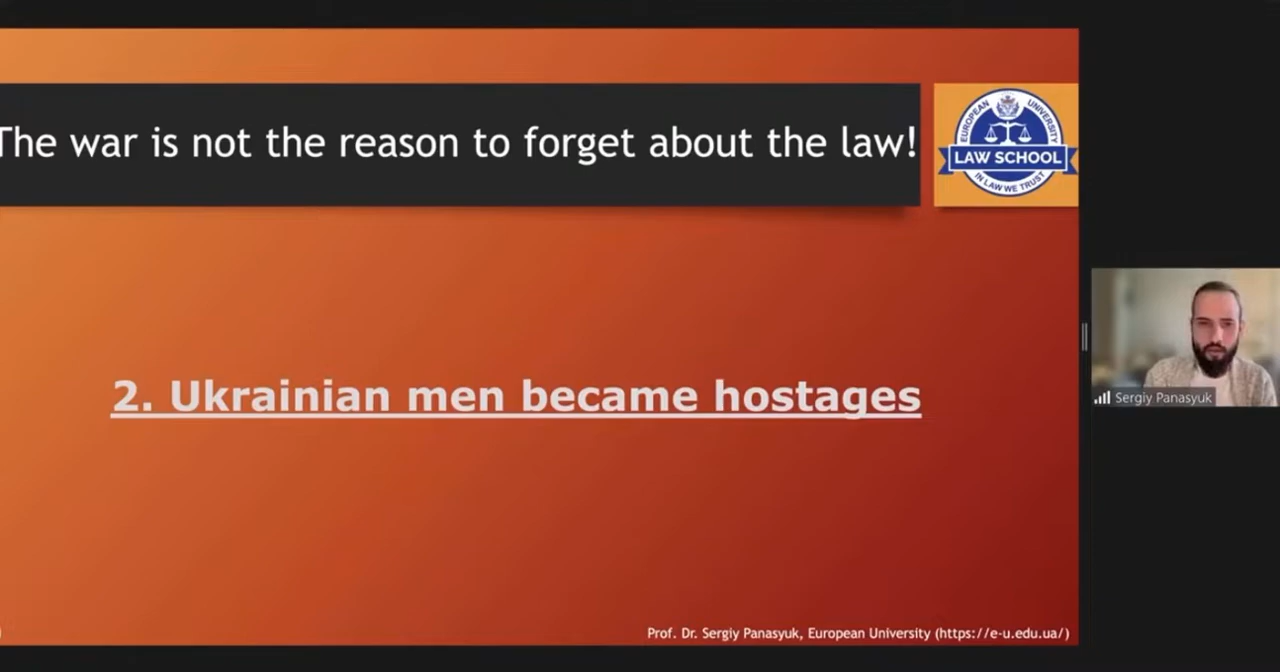 The war is not the reason to forget about the law!
EUROPEAN UNIVERSITY
LAW SCHOOL
IN LAW WE TRUST
2. Ukrainian men became hostages
Sergiy Panasyuk
Prof. Dr. Sergiy Panasyuk, European University (https://e-u.edu.ua/)